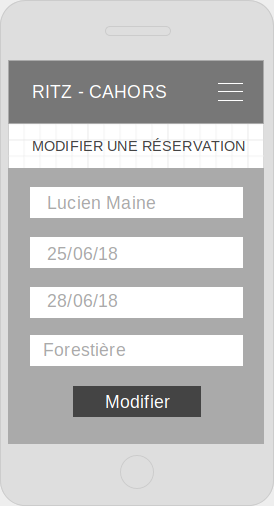 RITZ - CAHORS
MODIFIER UNE RÉSERVATION
Lucien Maine
25/06/18
28/06/18
Forestière
Modifier